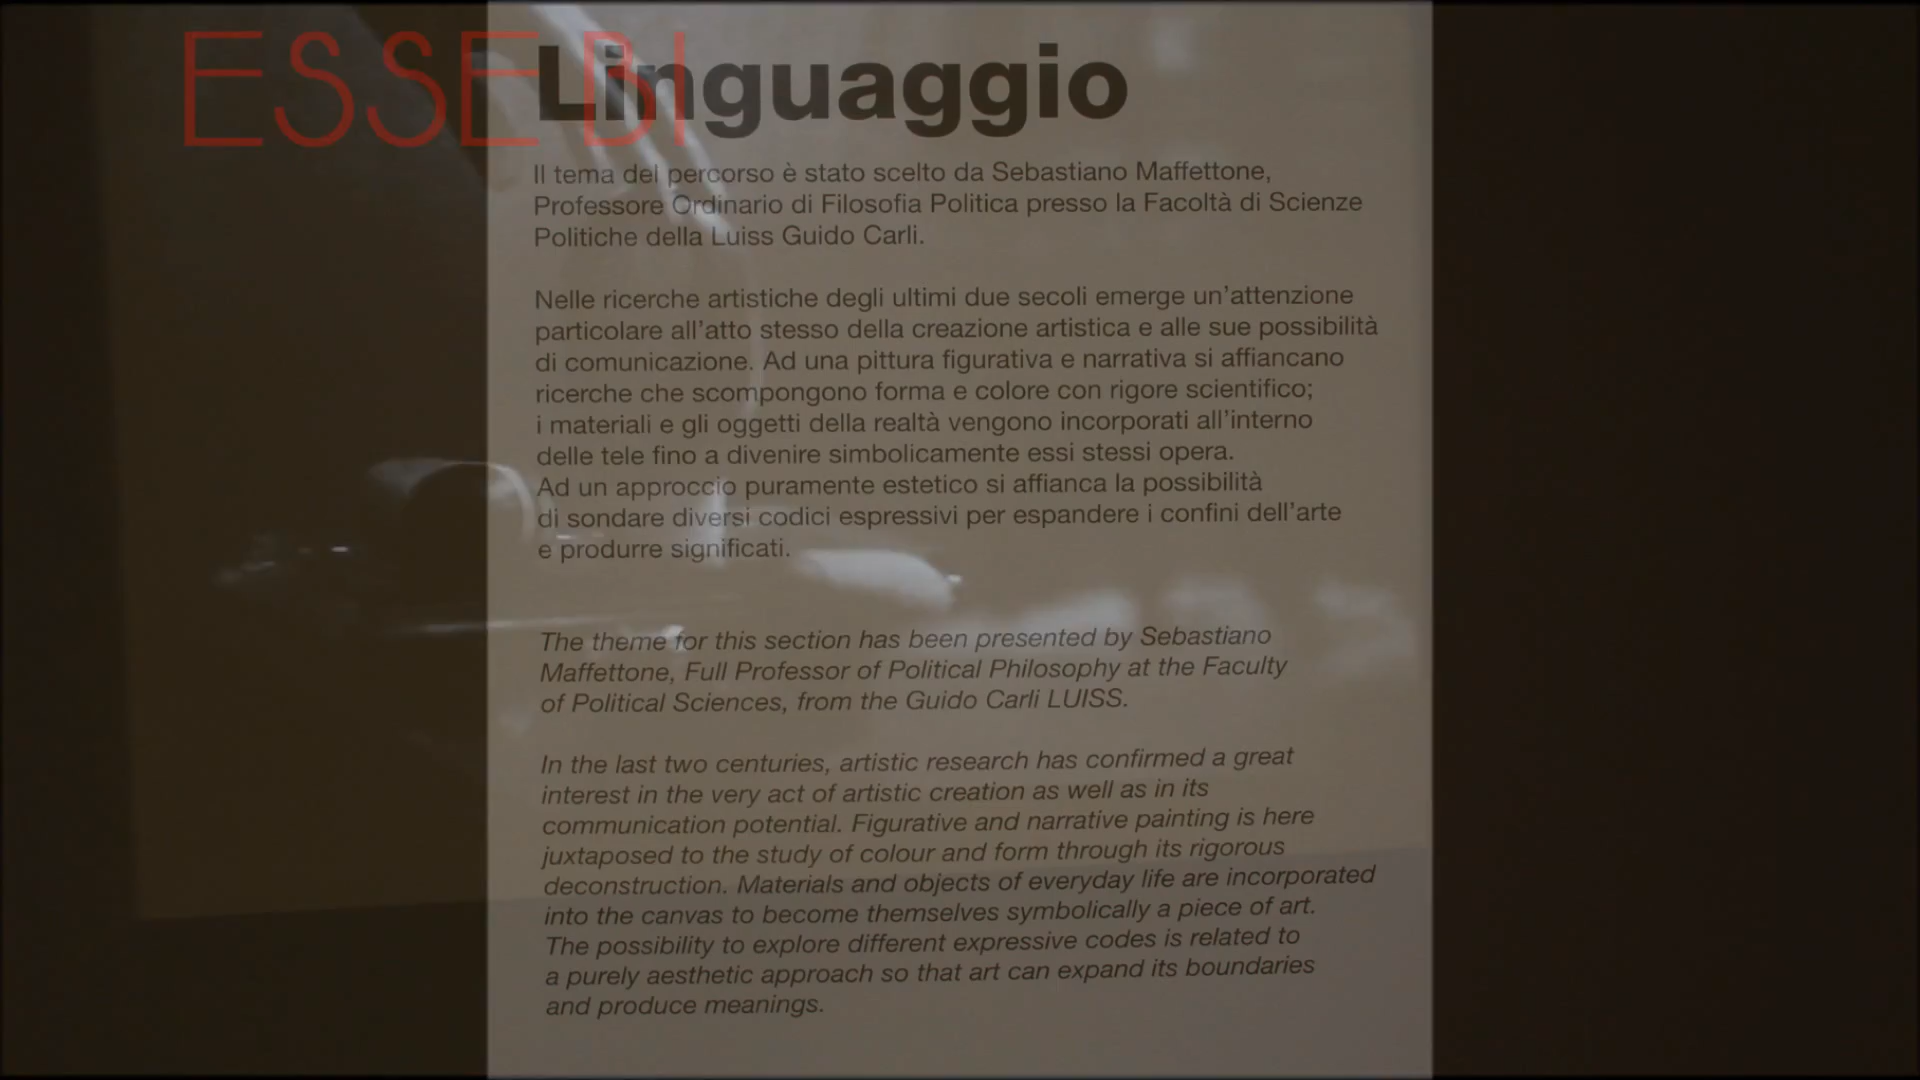 ESSE BI
Linguaggio
Il tema del percorso è stato scelto da Sebastiano Maffettone,
Professore Ordinario di Filosofia Politica presso la Facoltà di Scienze
Politiche della Luiss Guido Carli.
Nelle ricerche artistiche degli ultimi due secoli emerge un'attenzione
particolare all'atto stesso della creazione artistica e alle sue possibilità
di comunicazione. Ad una pittura figurativa e narrativa si affiancano
ricerche che scompongono forma e colore con rigore scientifico;
i materiali e gli oggetti della realtà vengono incorporati all'interno
delle tele fino a divenire simbolicamente essi stessi opera.
Ad un approccio puramente estetico si affianca la possibilità
di sondare diversi codici espressivi per espandere i confini dell'arte
e produrre significati.
The theme for this section has been presented by Sebastiano
Maffettone, Full Professor of Political Philosophy at the Faculty
of Political Sciences, from the Guido Carli LUISS.
In the last two centuries, artistic research has confirmed a great
interest in the very act of artistic creation as well as in its
communication potential. Figurative and narrative painting is here
juxtaposed to the study of colour and form through its rigorous
deconstruction. Materials and objects of everyday life are incorporated
into the canvas to become themselves symbolically a piece of art.
The possibility to explore different expressive codes is related to
a purely aesthetic approach so that art can expand its boundaries
and produce meanings.